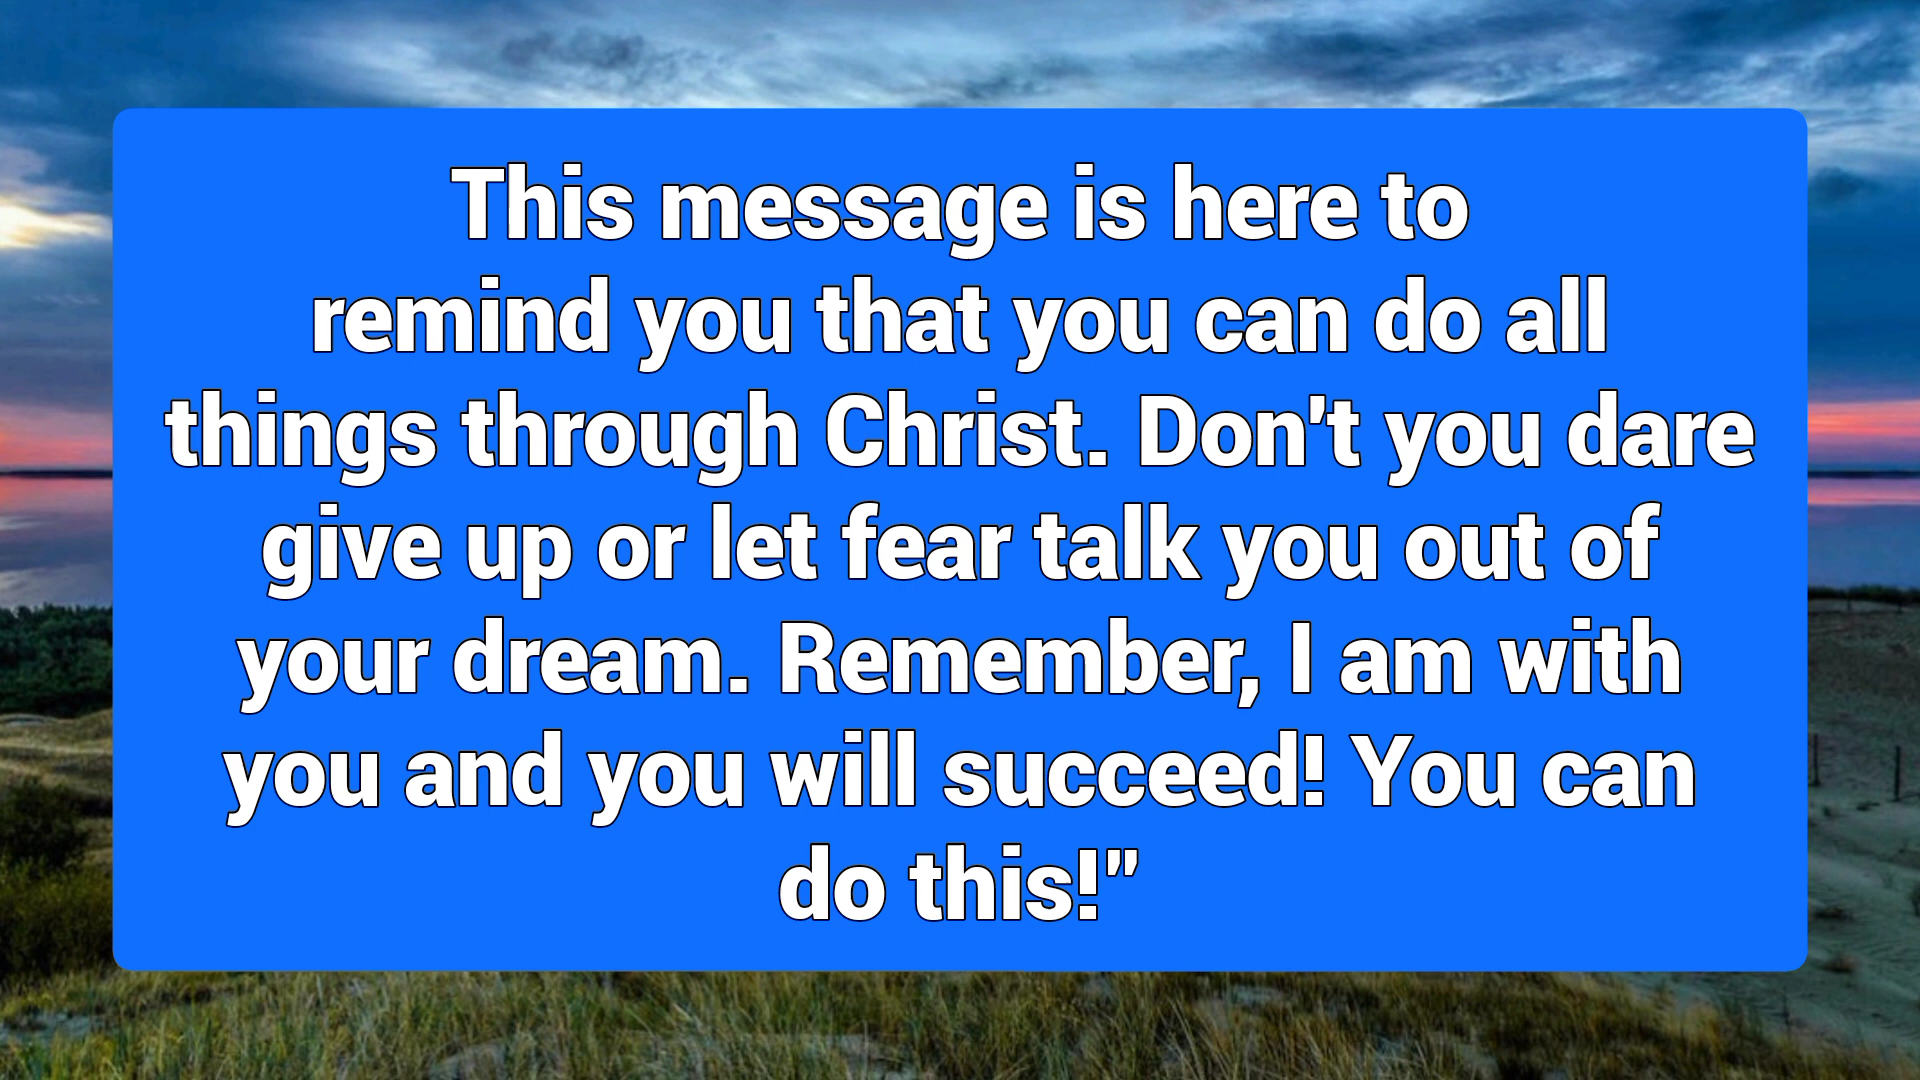 This message is here to
remind you that you can do all
things through Christ. Don't you dare
give up or let fear talk you out of
your dream. Remember, I am with
you and you will succeed! You can
do this!”